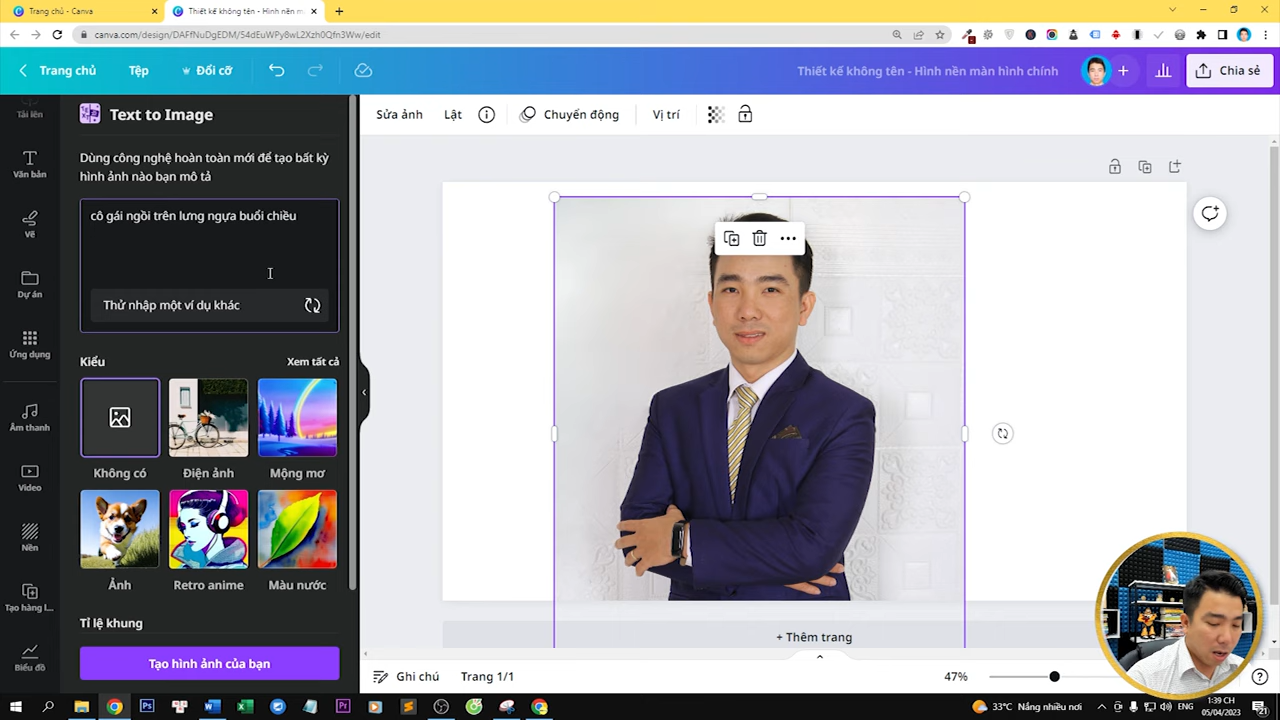 Trang chủ - Canva
Thiết kế không tên - Hình nền m
canva.com/design/DAFfNuDgEDM/54dEuWPy8wL2Xzh0Qfn3Ww/edit
Trang chủ
Tệp
Đổi cỡ
Thiết kế không tên - Hình nền màn hình chính
Chia sẻ
Tải lên
Văn bản
Vẽ
Dự án
Ứng dụng
Âm thanh
Video
Nền
Tạo hàng l...
Biểu đồ
Text to Image
Dùng công nghệ hoàn toàn mới để tạo bất kỳ
hình ảnh nào bạn mô tả
cô gái ngồi trên lưng ngựa buổi chiều
Thử nhập một ví dụ khác
Kiểu
Xem tất cả
Không có
Điện ảnh
Mộng mơ
Ảnh
Retro anime
Màu nước
Tỉ lệ khung
Tạo hình ảnh của bạn
Sửa ảnh
Lật
Chuyển động
Vị trí
+ Thêm trang
Ghi chú
Trang 1/1
47%
33°C Nắng nhiều nơi
ENG
1:39 CH
05/04/2023